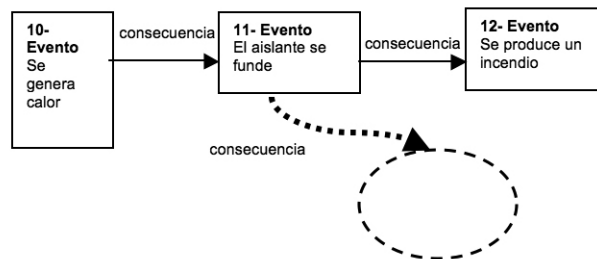 10-
Evento
Se
genera
calor
consecuencia
11- Evento
El aislante se
funde
consecuencia
12- Evento
Se produce un
incendio
consecuencia